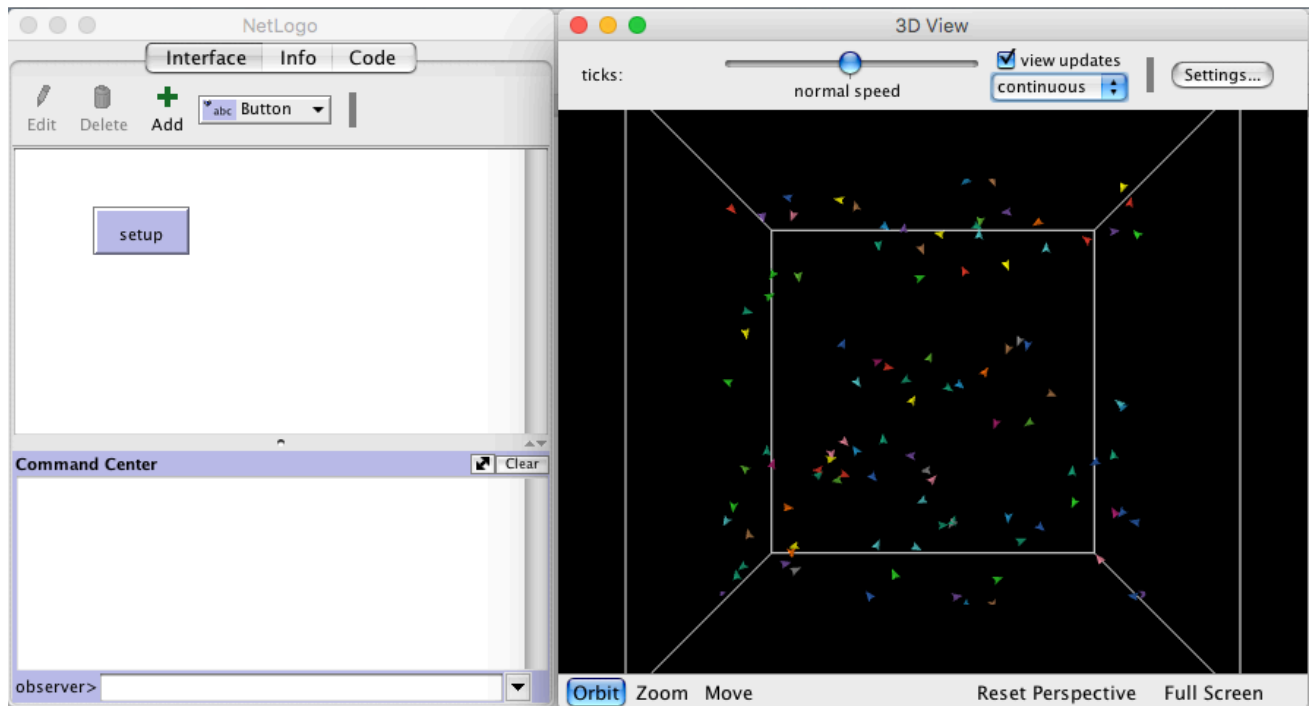 NetLogo
Interface Info Code
Edit Delete Add abc Button
setup
Command Center Clear
observer>
3D View
ticks: normal speed view updates
continuous Settings...
Orbit Zoom Move Reset Perspective Full Screen